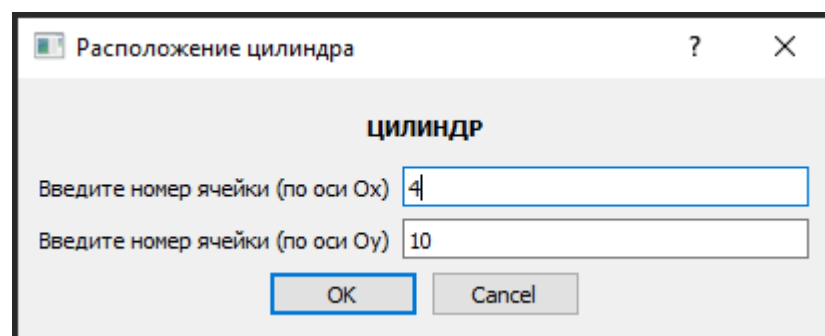 Расположение цилиндра ?
ЦИЛИНДР
Введите номер ячейки (по оси Ox) 4
Введите номер ячейки (по оси Oy) 10
OK Cancel